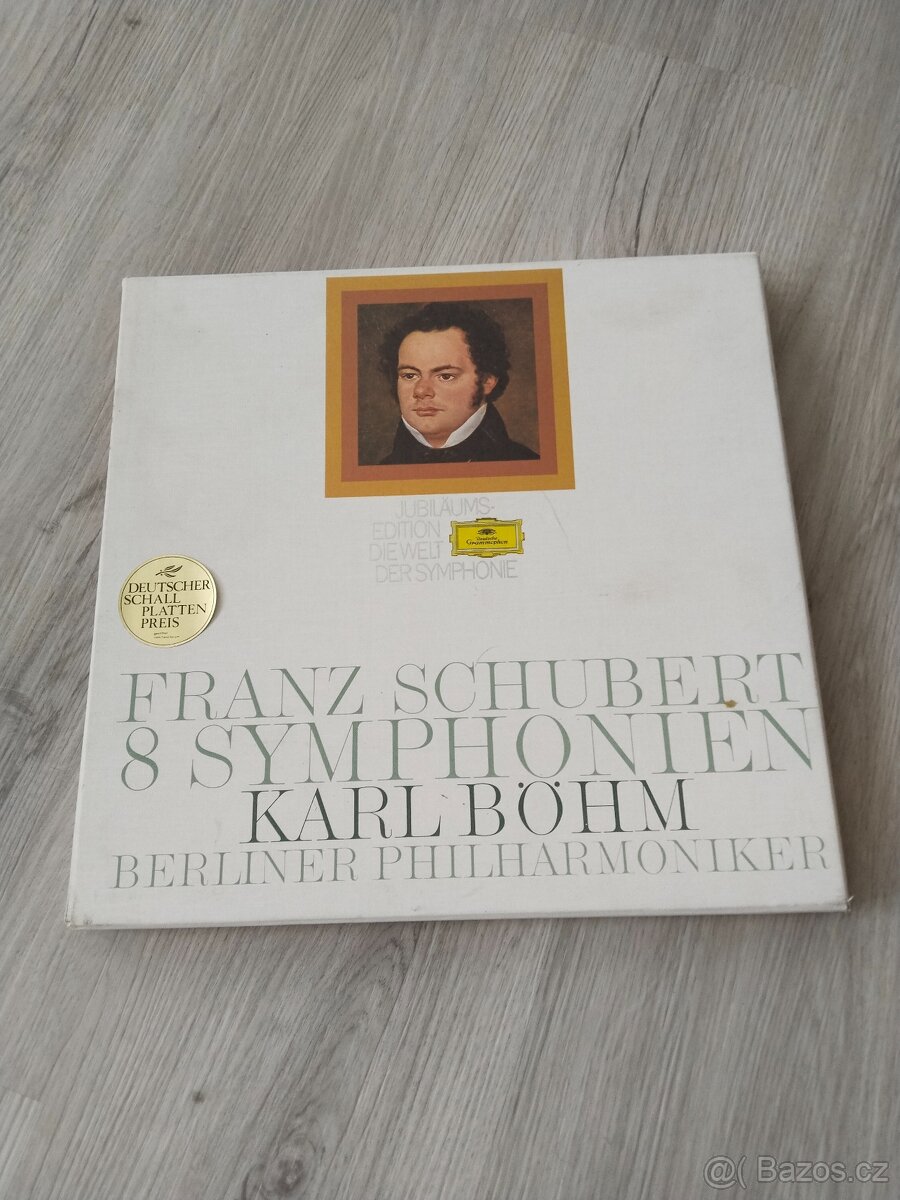 JUBILÄUMS-
EDITION
DIE WELT
DER SYMPHONIE
Deutsche
Grammophon
DEUTSCHER
SCHALL
PLATTEN
PREIS
FRANZ SCHUBERT
8 SYMPHONIEN
KARL BÖHM
BERLINER PHILHARMONIKER
@( Bazos.cz